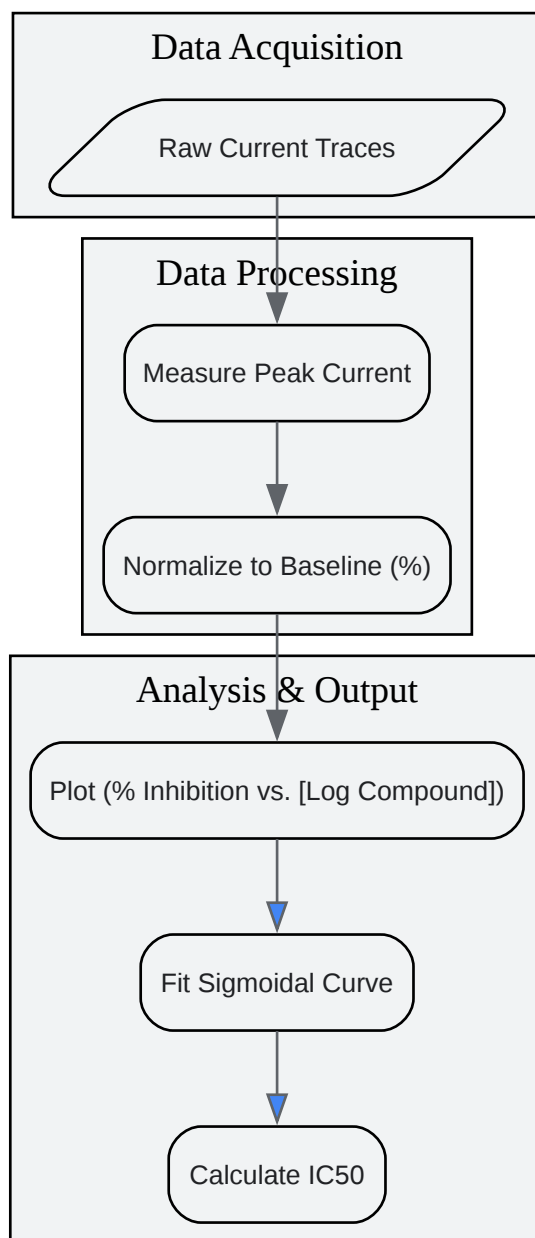 Data Acquisition
Raw Current Traces
Data Processing
Measure Peak Current
Normalize to Baseline (%)
Analysis & Output
Plot (% Inhibition vs. [Log Compound])
Fit Sigmoidal Curve
Calculate IC50